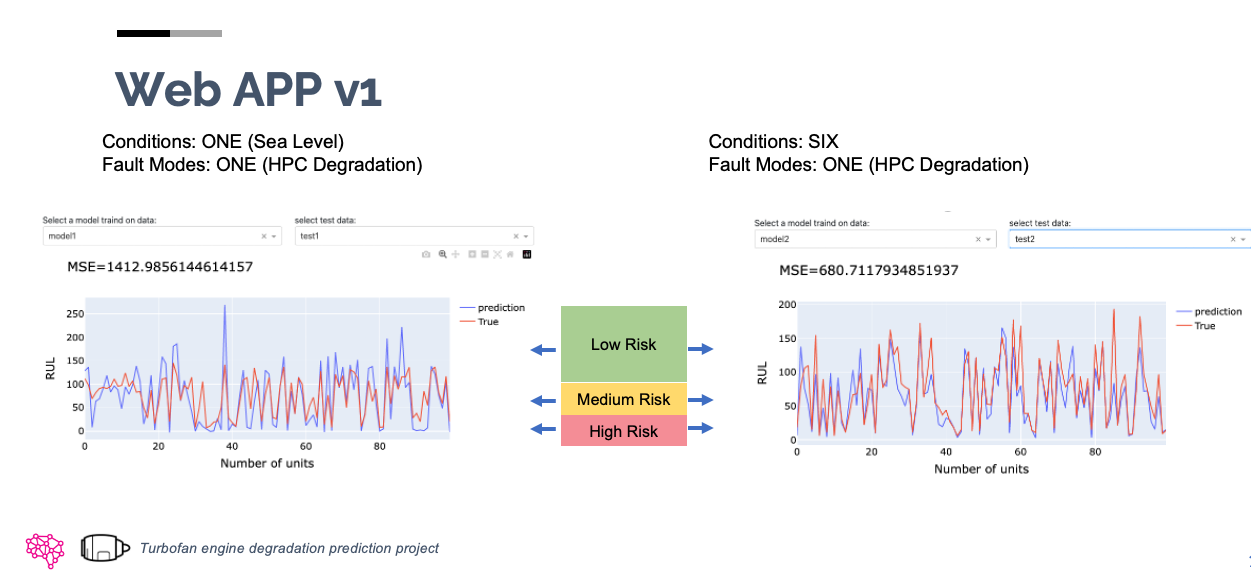 Web APP v1
Conditions: ONE (Sea Level)
Fault Modes: ONE (HPC Degradation)
Conditions: SIX
Fault Modes: ONE (HPC Degradation)
Select a model traind on data:
model1
select test data:
test1
MSE=1412.9856144614157
250
200
150
100
50
0
RUL
0
20
40
60
80
Number of units
prediction
True
Low Risk
Medium Risk
High Risk
Select a model traind on data:
model2
select test data:
test2
MSE=680.7117934851937
200
150
100
50
0
RUL
0
20
40
60
80
Number of units
prediction
True
Turbofan engine degradation prediction project